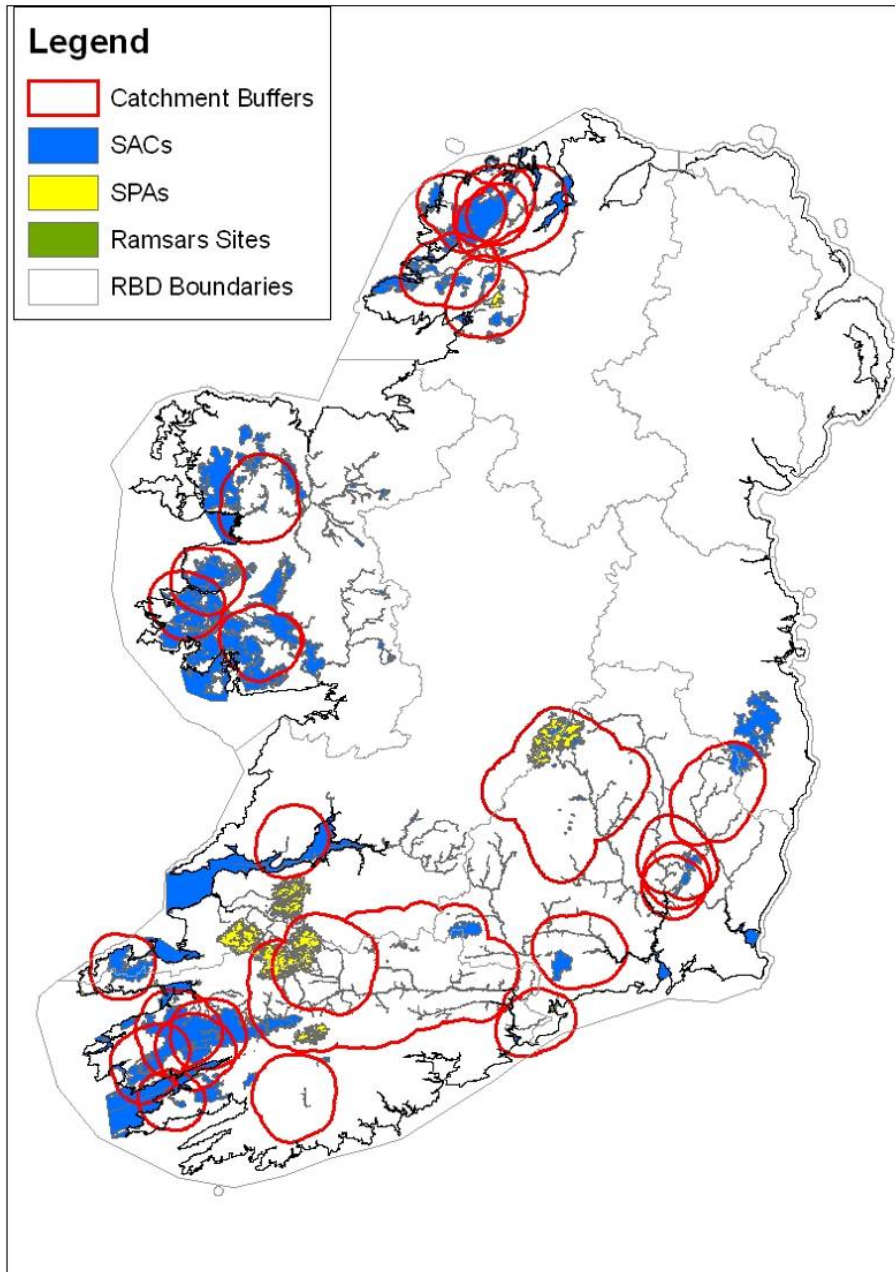 Legend
Catchment Buffers
SACs
SPAs
Ramsars Sites
RBD Boundaries